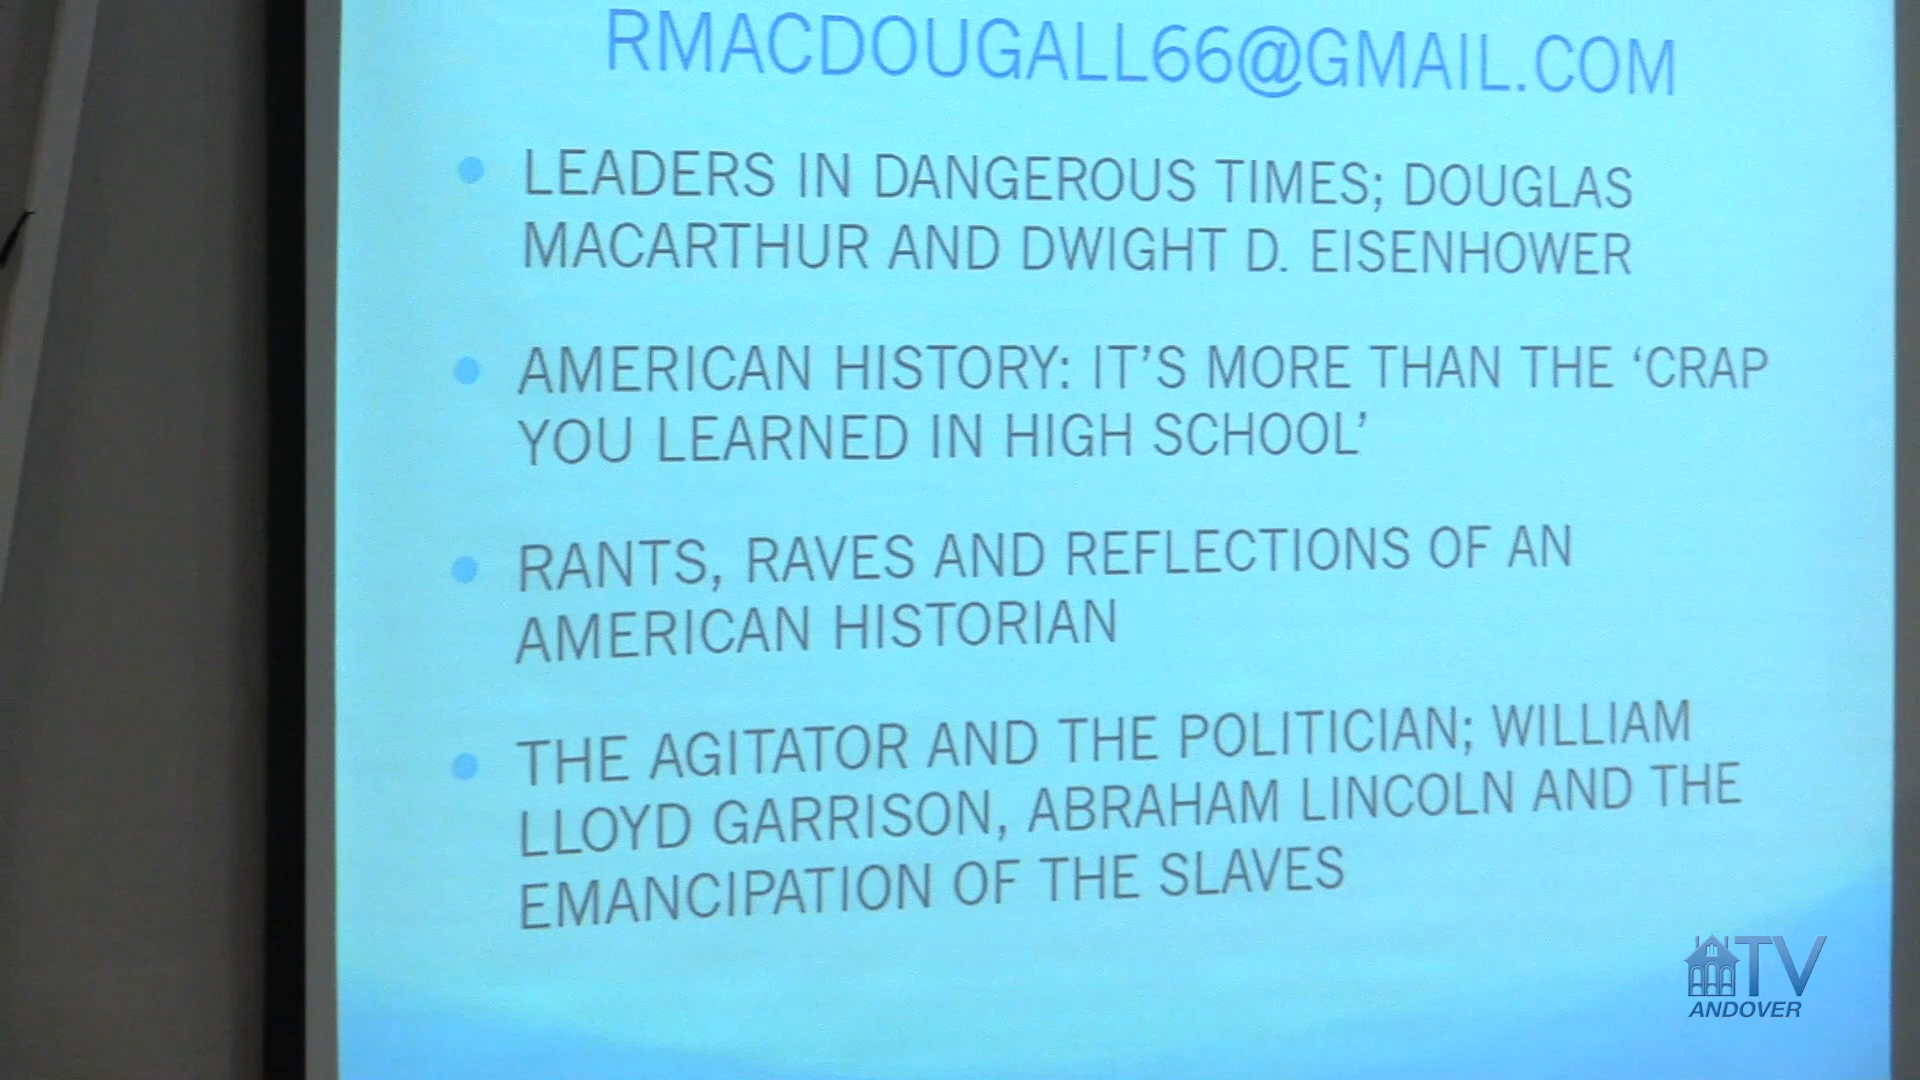 RMACDOUGALL66@GMAIL.COM
LEADERS IN DANGEROUS TIMES; DOUGLAS
MACARTHUR AND DWIGHT D. EISENHOWER
AMERICAN HISTORY: IT'S MORE THAN THE ‘CRAP
YOU LEARNED IN HIGH SCHOOL’
RANTS, RAVES AND REFLECTIONS OF AN
AMERICAN HISTORIAN
THE AGITATOR AND THE POLITICIAN; WILLIAM
LLOYD GARRISON, ABRAHAM LINCOLN AND THE
EMANCIPATION OF THE SLAVES
TV
ANDOVER